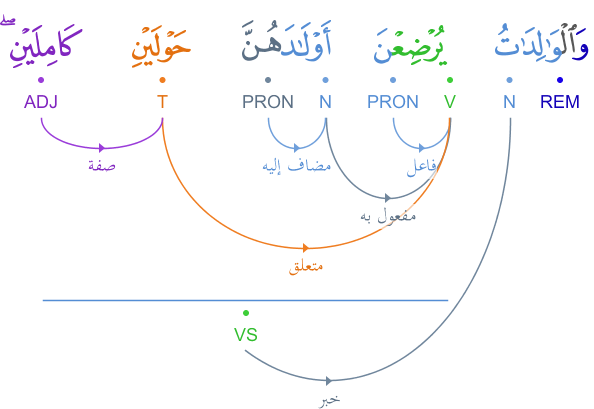 وَٱلْوَٰلِدَٰتُ يُرْضِعْنَ أَوْلَـٰدَهُنَّ حَوْلَيْنِ كَامِلَيْنِ ۖ
REM N V PRON N PRON T ADJ
فاعل مضاف إليه صفة
مفعول به
متعلق
VS
خبر